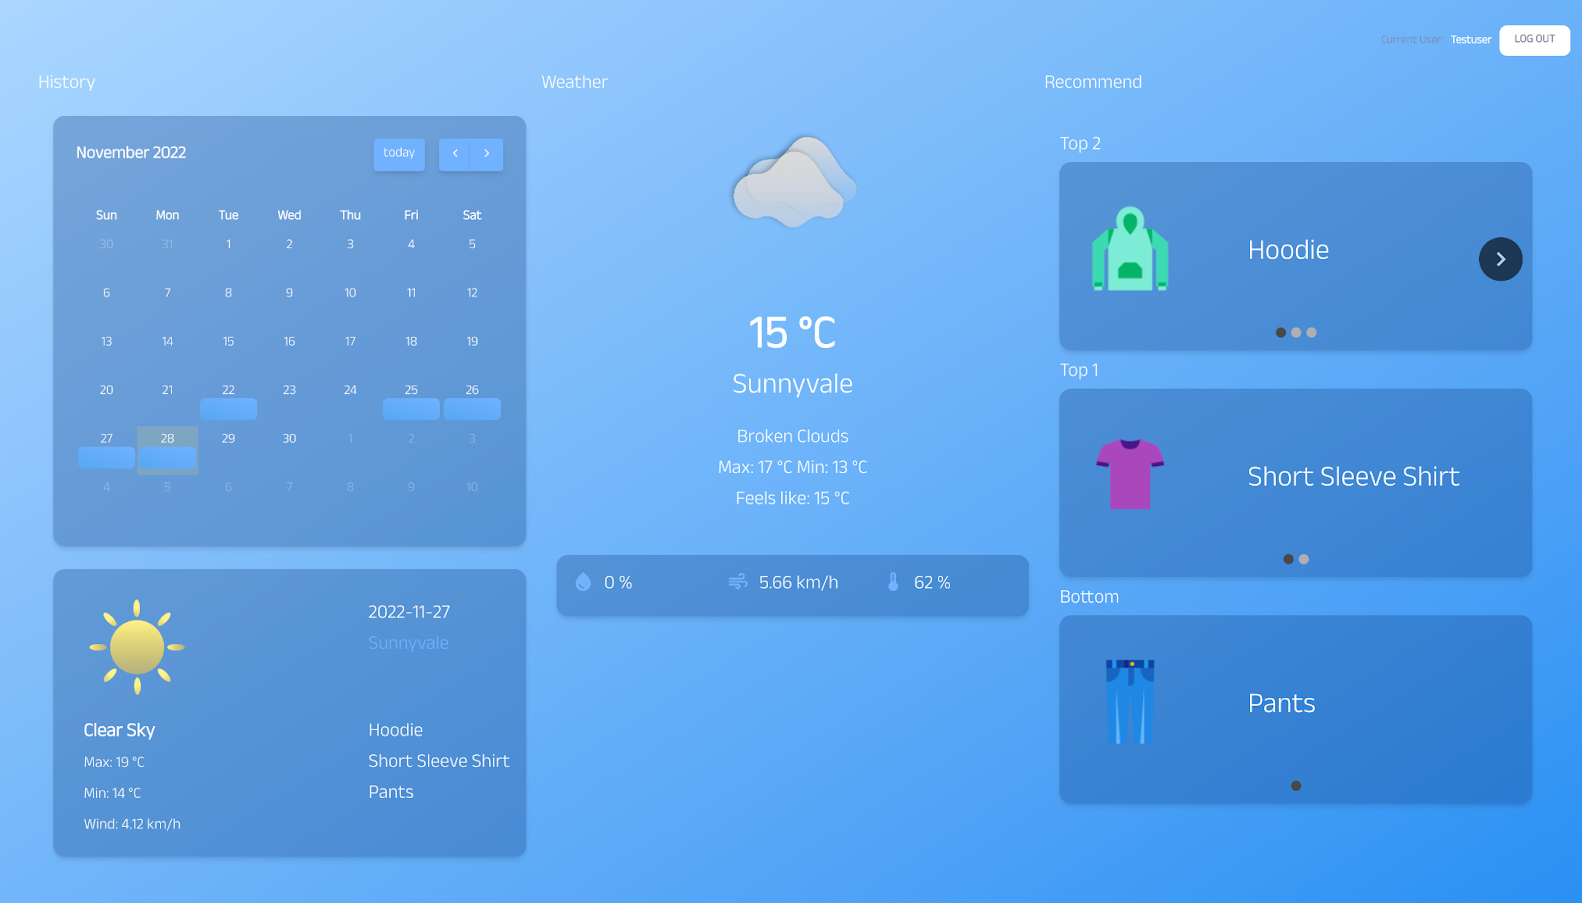 Current User: Testuser LOG OUT
History
November 2022 today
Sun Mon Tue Wed Thu Fri Sat
30 31 1 2 3 4 5
6 7 8 9 10 11 12
13 14 15 16 17 18 19
20 21 22 23 24 25 26
27 28 29 30 1 2 3
4 5 6 7 8 9 10
2022-11-27
Sunnyvale
Clear Sky
Max: 19 °C
Min: 14 °C
Wind: 4.12 km/h
Hoodie
Short Sleeve Shirt
Pants
Weather
15 °C
Sunnyvale
Broken Clouds
Max: 17 °C Min: 13 °C
Feels like: 15 °C
0 % 5.66 km/h 62 %
Recommend
Top 2
Hoodie
Top 1
Short Sleeve Shirt
Bottom
Pants